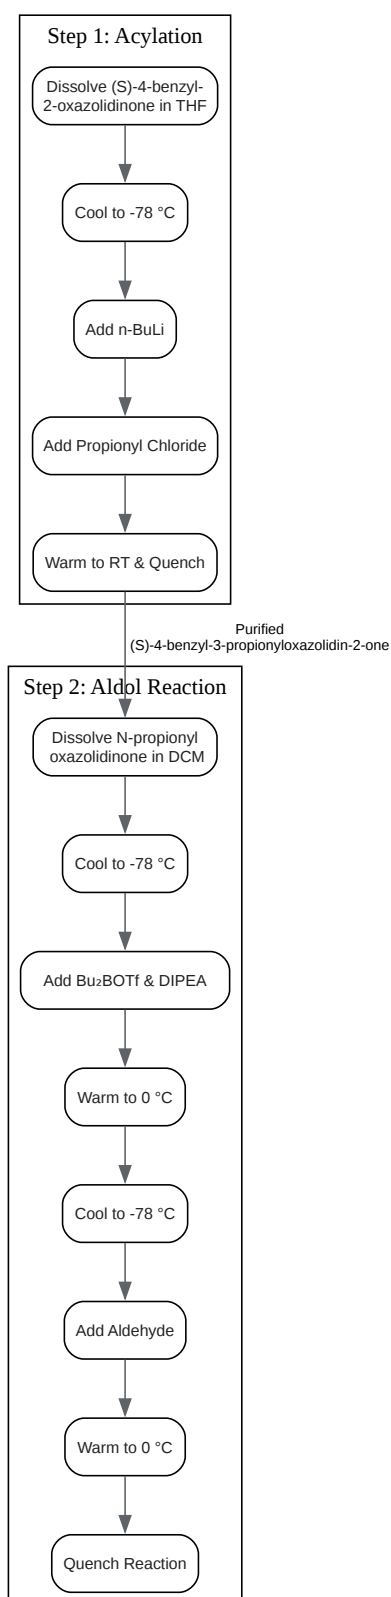 Step 1: Acylation
Dissolve (S)-4-benzyl-
2-oxazolidinone in THF
Cool to -78 °C
Add n-BuLi
Add Propionyl Chloride
Warm to RT & Quench
Purified
(S)-4-benzyl-3-propionyloxazolidin-2-one
Step 2: Aldol Reaction
Dissolve N-propionyl
oxazolidinone in DCM
Cool to -78 °C
Add Bu₂BOTf & DIPEA
Warm to 0 °C
Cool to -78 °C
Add Aldehyde
Warm to 0 °C
Quench Reaction